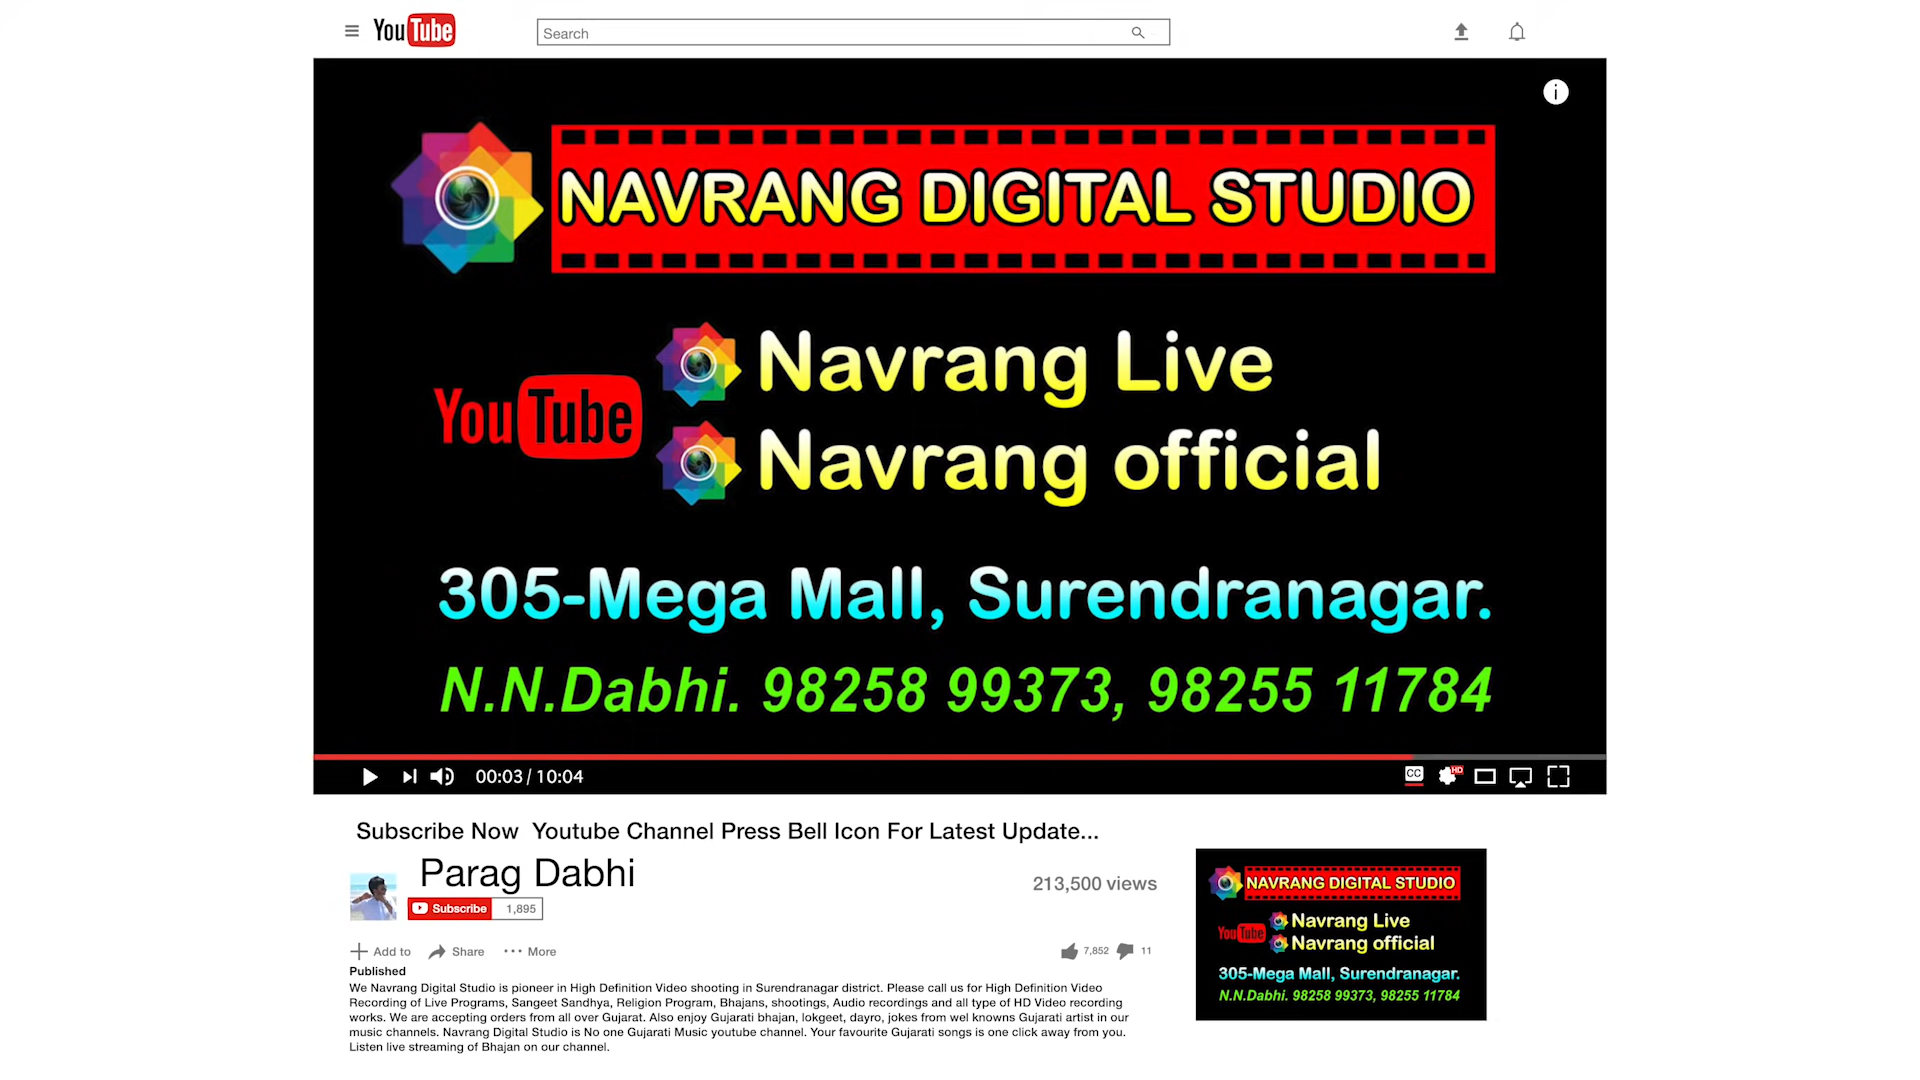 YouTube
Search
NAVRANG DIGITAL STUDIO
YouTube
Navrang Live
Navrang official
305-Mega Mall, Surendranagar.
N.N.Dabhi. 98258 99373, 98255 11784
00:03 / 10:04
CC
HD
Subscribe Now Youtube Channel Press Bell Icon For Latest Update...
Parag Dabhi
Subscribe 1,895
213,500 views
Add to Share More
7,852 11
Published
We Navrang Digital Studio is pioneer in High Definition Video shooting in Surendranagar district. Please call us for High Definition Video
Recording of Live Programs, Sangeet Sandhya, Religion Program, Bhajans, shootings, Audio recordings and all type of HD Video recording
works. We are accepting orders from all over Gujarat. Also enjoy Gujarati bhajan, lokgeet, dayro, jokes from wel knowns Gujarati artist in our
music channels. Navrang Digital Studio is No one Gujarati Music youtube channel. Your favourite Gujarati songs is one click away from you.
Listen live streaming of Bhajan on our channel.
NAVRANG DIGITAL STUDIO
YouTube
Navrang Live
Navrang official
305-Mega Mall, Surendranagar.
N.N.Dabhi. 98258 99373, 98255 11784